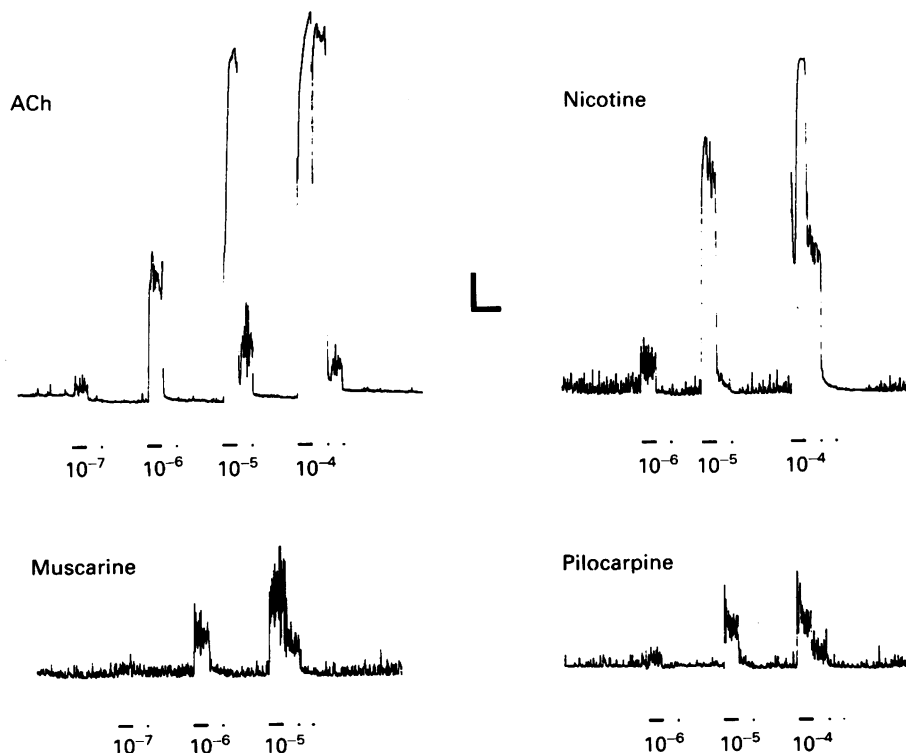 ACh
10⁻⁷ 10⁻⁶ 10⁻⁵ 10⁻⁴
Nicotine
10⁻⁶ 10⁻⁵ 10⁻⁴
Muscarine
10⁻⁷ 10⁻⁶ 10⁻⁵
Pilocarpine
10⁻⁶ 10⁻⁵ 10⁻⁴